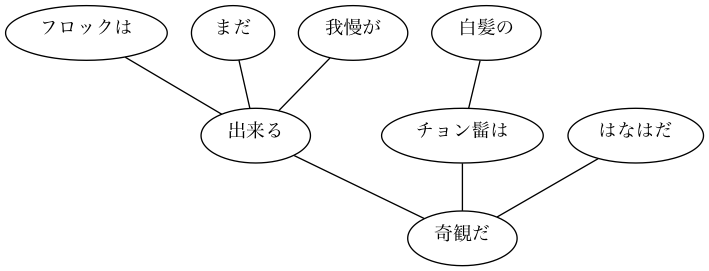 フロックは
まだ
我慢が
白髪の
出来る
チョン髷は
はなはだ
奇観だ